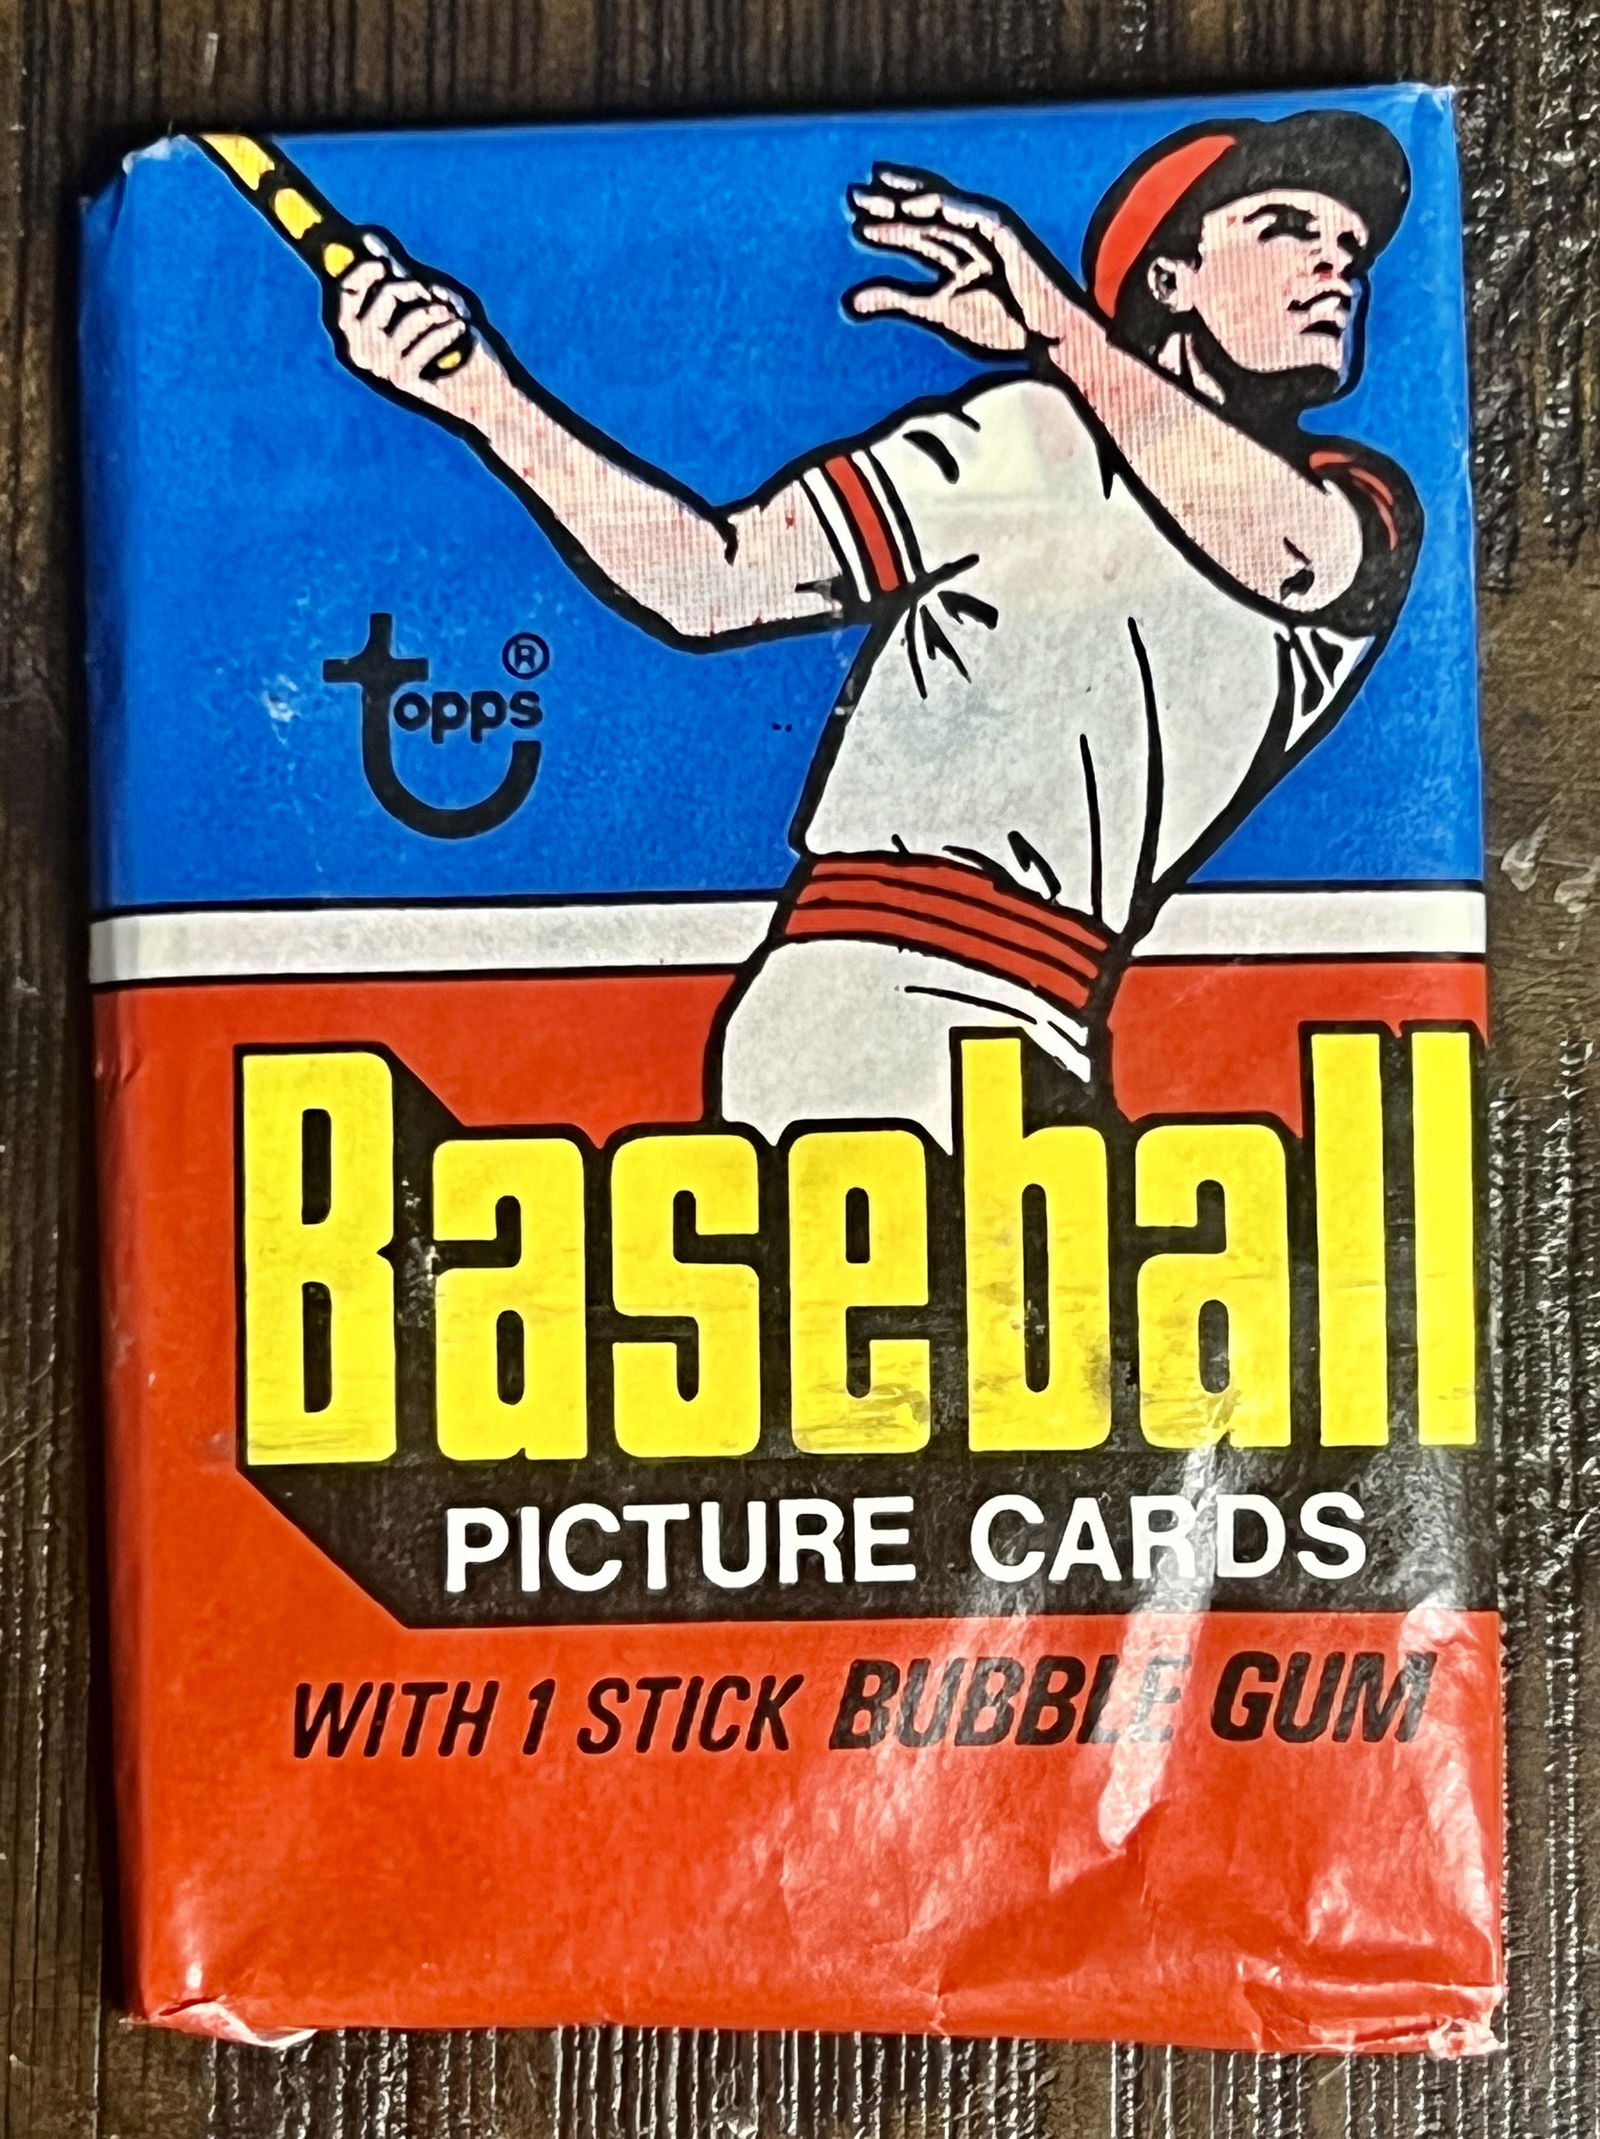 topps®
Baseball
PICTURE CARDS
WITH 1 STICK BUBBLE GUM